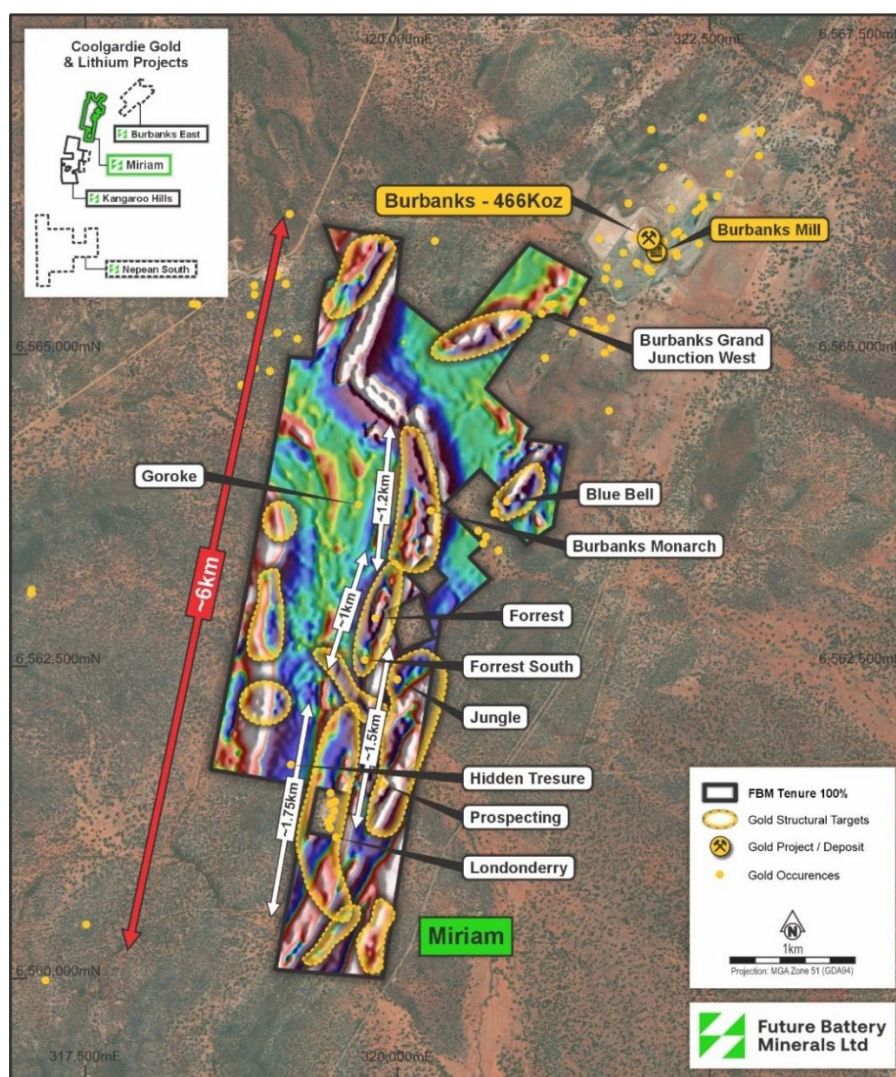 Coolgardie Gold
& Lithium Projects
Burbanks East
Miriam
Kangaroo Hills
Nepean South
320,000mE
322,500mE
6,567,500mN
Burbanks - 466Koz
Burbanks Mill
6,565,000mN
6,565,000mN
Burbanks Grand
Junction West
Goroke
~1.2km
Blue Bell
Burbanks Monarch
~6km
~1km
Forrest
6,562,500mN
Forrest South
6,562,500mN
Jungle
~1.5km
Hidden Tresure
~1.75km
Prospecting
Londonderry
Miriam
FBM Tenure 100%
Gold Structural Targets
Gold Project / Deposit
Gold Occurences
N
1km
Projection: MGA Zone 51 (GDA94)
6,560,000mN
Future Battery
Minerals Ltd
317,500mE
320,000mE